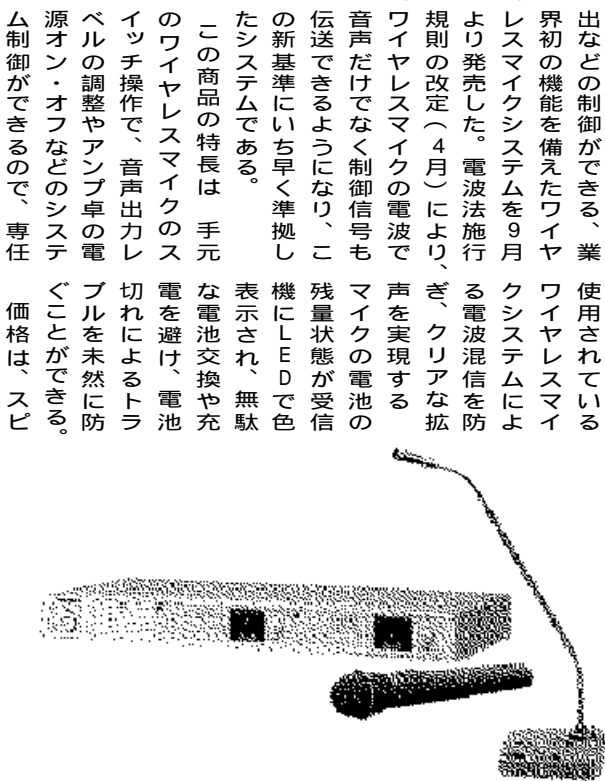 出などの制御ができる、業
界初の機能を備えたワイヤ
レスマイクシステムを9月
より発売した。電波法施行
規則の改定（4月）により、
ワイヤレスマイクの電波で
音声だけでなく制御信号も
伝送できるようになり、こ
の新基準にいち早く準拠し
たシステムである。
この商品の特長は 手元
のワイヤレスマイクのス
イッチ操作で、音声出力レ
ベルの調整やアンプ卓の電
源オン・オフなどのシステ
ム制御ができるので、専任
使用されている
ワイヤレスマイ
クシステムによ
る電波混信を防
ぎ、クリアな拡
声を実現する
マイクの電池の
残量状態が受信
機にLEDで色
表示され、無駄
な電池交換や充
電を避け、電池
切れによるトラ
ブルを未然に防
ぐことができる。
価格は、スピ